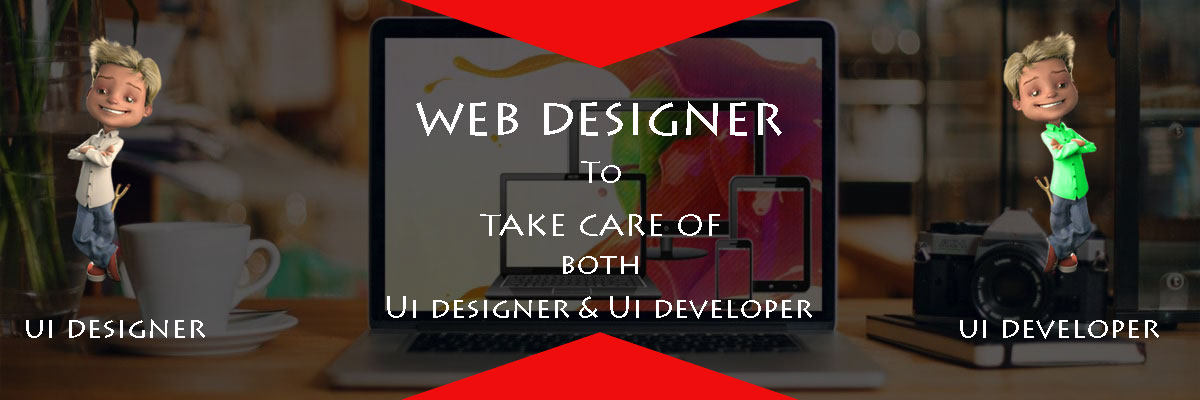 WEB DESIGNER
To
TAKE CARE OF
BOTH
UI DESIGNER & UI DEVELOPER
UI DESIGNER
UI DEVELOPER